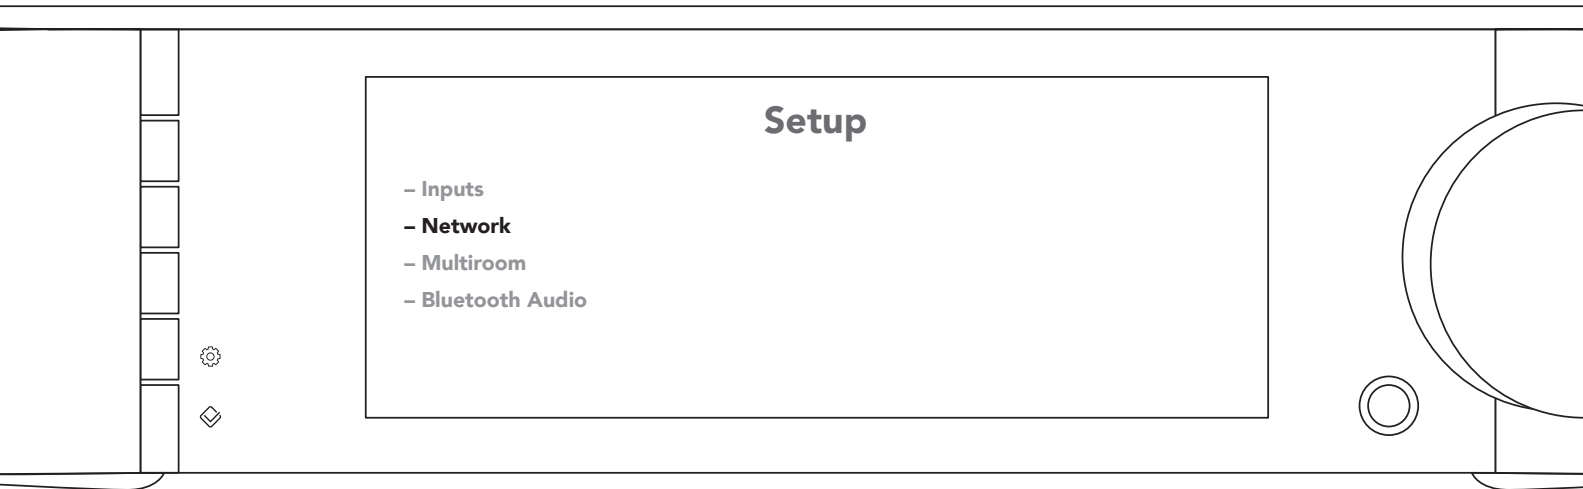 Setup
– Inputs
– Network
– Multiroom
– Bluetooth Audio